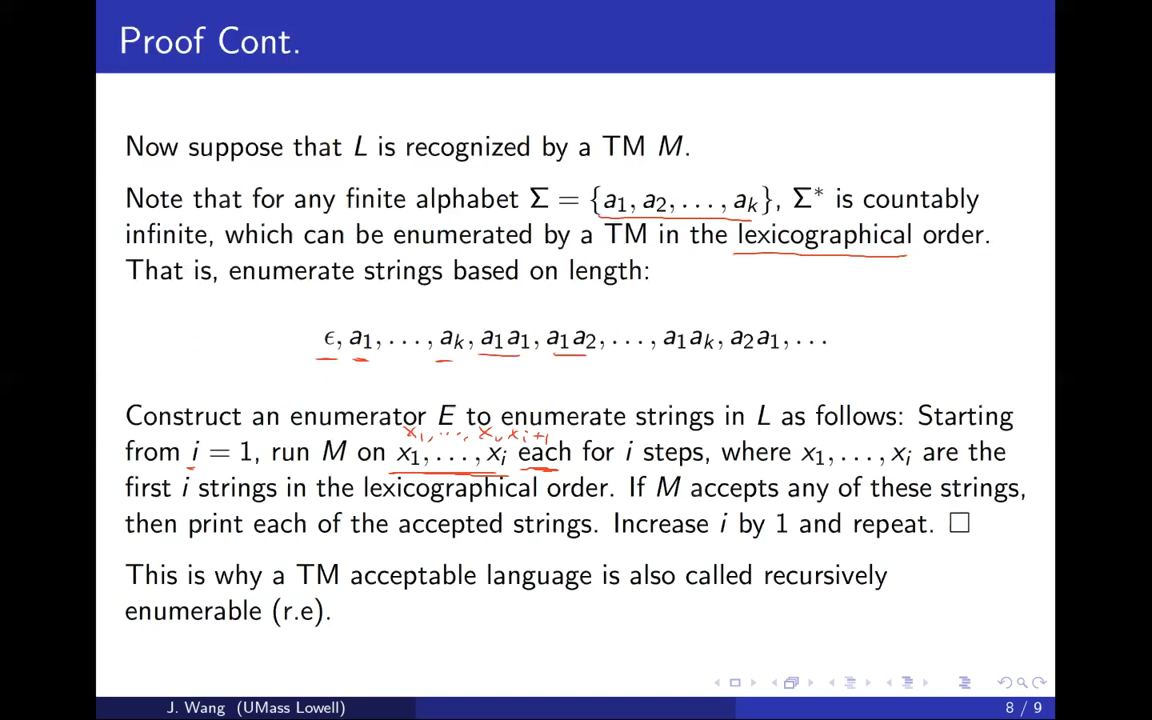 Proof Cont.
Now suppose that L is recognized by a TM M.
Note that for any finite alphabet Σ = {a₁, a₂, . . . , aₖ}, Σ* is countably
infinite, which can be enumerated by a TM in the lexicographical order.
That is, enumerate strings based on length:
ϵ, a₁, . . . , aₖ, a₁a₁, a₁a₂, . . . , a₁aₖ, a₂a₁, . . .
Construct an enumerator E to enumerate strings in L as follows: Starting
x₁, . . . , xᵢ, xᵢ₊₁
from i = 1, run M on x₁, . . . , xᵢ each for i steps, where x₁, . . . , xᵢ are the
first i strings in the lexicographical order. If M accepts any of these strings,
then print each of the accepted strings. Increase i by 1 and repeat. □
This is why a TM acceptable language is also called recursively
enumerable (r.e).
J. Wang (UMass Lowell)
8 / 9